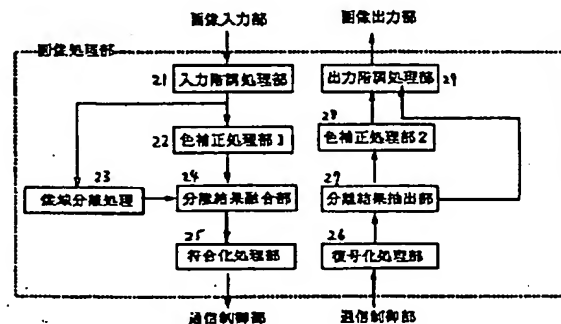 画像入力部
画像出力部
画像処理部
21
入力階調処理部
出力階調処理部
29
22
色補正処理部1
28
色補正処理部2
23
領域分離処理
24
分離結果融合部
27
分離結果抽出部
25
符合化処理部
26
復号化処理部
通信制御部
通信制御部